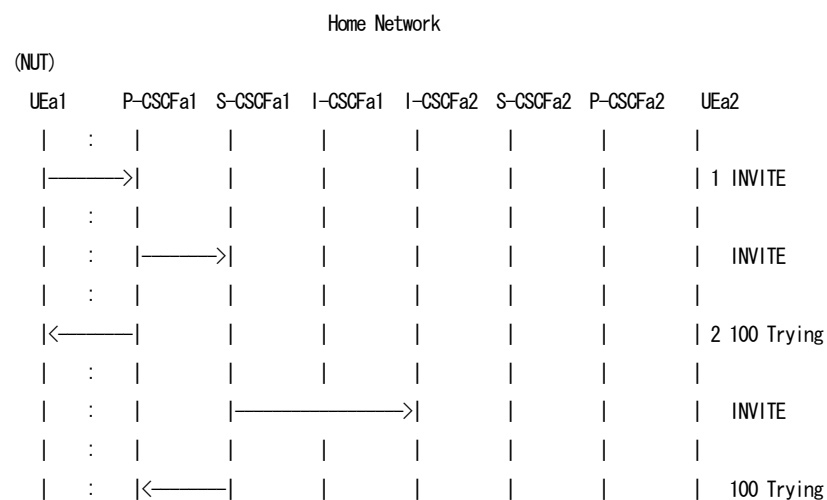 Home Network
(NUT)
UEa1 P-CSCFa1 S-CSCFa1 I-CSCFa1 I-CSCFa2 S-CSCFa2 P-CSCFa2 UEa2
| : | | | | | | |
|------->| | | | | | | 1 INVITE
| : | | | | | | |
| : |------->| | | | | | INVITE
| : | | | | | | |
|<-------| | | | | | | 2 100 Trying
| : | | | | | | |
| : | |---------------->| | | | INVITE
| : | | | | | | |
| : |<-------| | | | | | 100 Trying